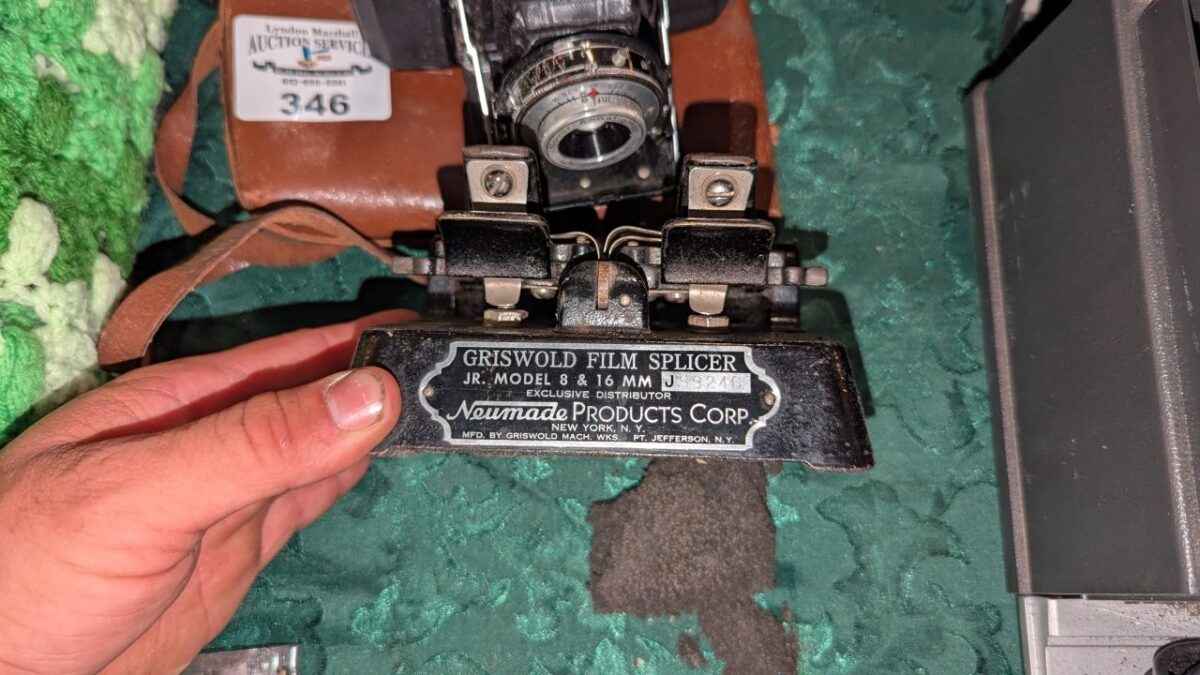 Lyndon Marshall
AUCTION SERVICE
346
GRISWOLD FILM SPLICER
JR. MODEL 8 & 16 MM J
EXCLUSIVE DISTRIBUTOR
Neumade PRODUCTS CORP.
NEW YORK, N.Y.
MFD. BY GRISWOLD MACH. WKS. PT. JEFFERSON, N.Y.